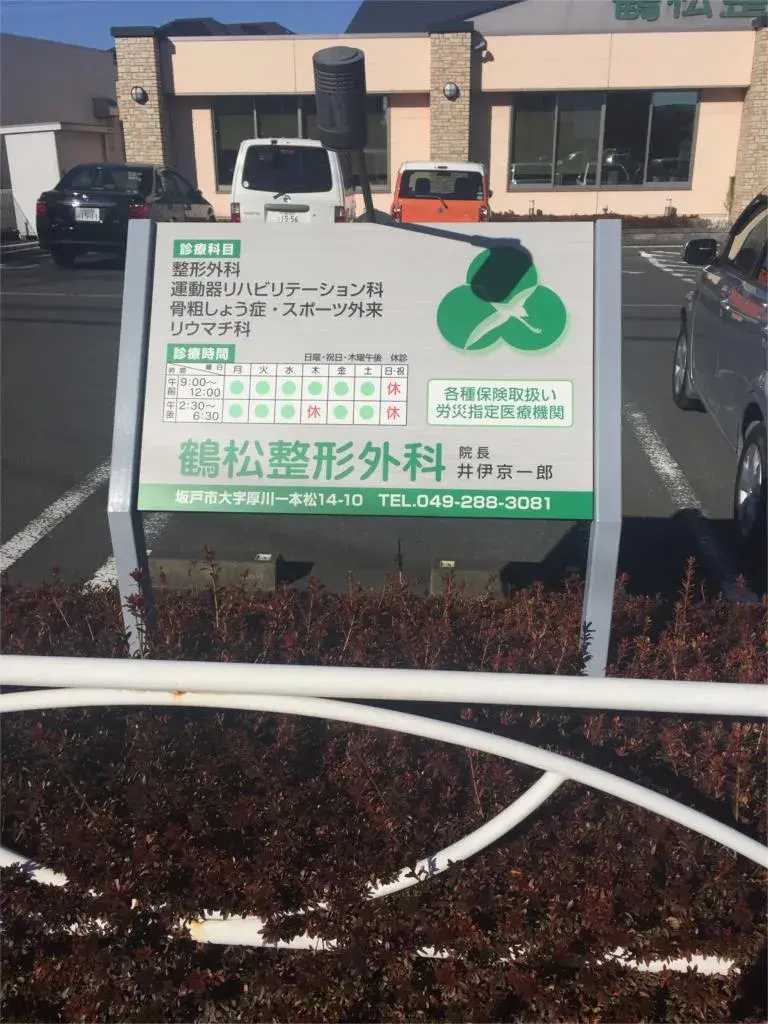 鶴松整
診療科目
整形外科
運動器リハビリテーション科
骨粗しょう症・スポーツ外来
リウマチ科
診療時間
日曜・祝日・木曜午後 休診
時間 曜日 月 火 水 木 金 土 日・祝
午前 9:00〜12:00 ● ● ● ● ● ● 休
午後 2:30〜6:30 ● ● ● 休 ● ● 休
各種保険取扱い
労災指定医療機関
鶴松整形外科 院長 井伊京一郎
坂戸市大字厚川一本松14-10 TEL.049-288-3081
15-11
15-56